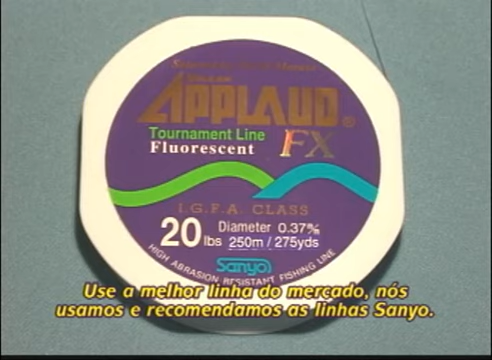 APPLAUD®
Tournament Line
Fluorescent FX
I.G.F.A. CLASS
20 lbs
Diameter 0.37%
250m / 275yds
Sanyo
HIGH ABRASION RESISTANT FISHING LINE
Use a melhor linha do mercado, nós
usamos e recomendamos as linhas Sanyo.